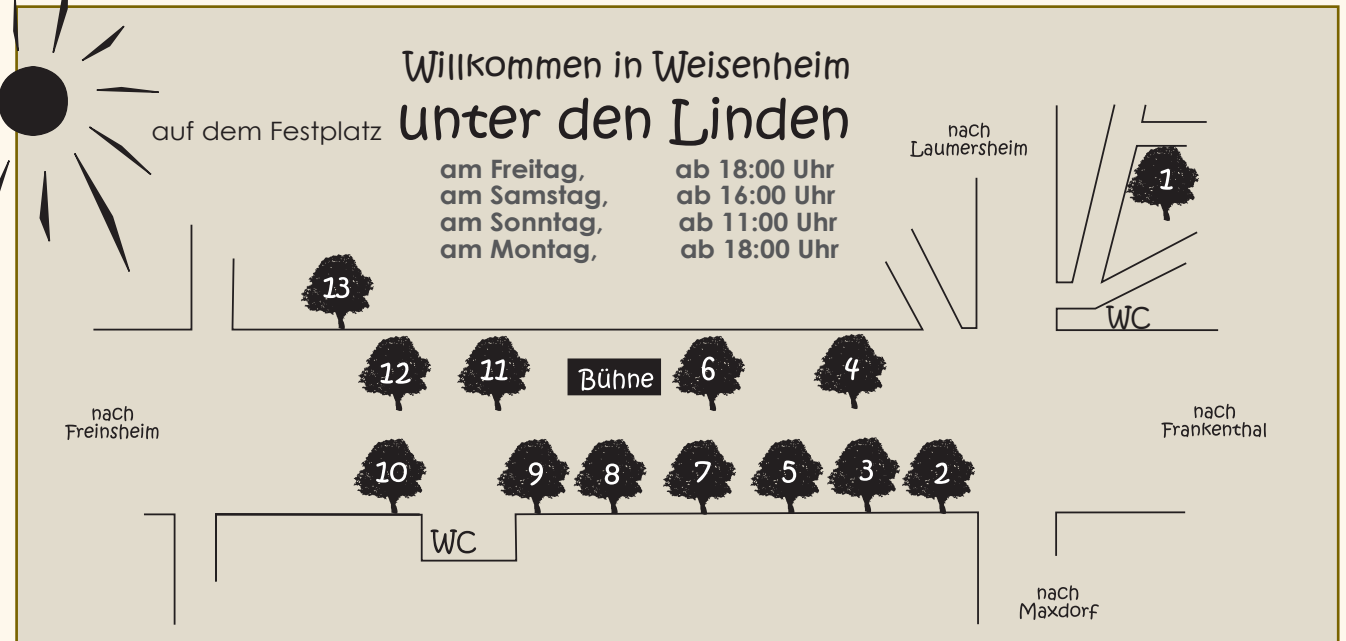 Willkommen in Weisenheim
auf dem Festplatz unter den Linden
am Freitag, ab 18:00 Uhr
am Samstag, ab 16:00 Uhr
am Sonntag, ab 11:00 Uhr
am Montag, ab 18:00 Uhr
nach
Laumersheim
1
13
WC
12 11 Bühne 6 4
nach
Freinsheim
nach
Frankenthal
10 9 8 7 5 3 2
WC
nach
Maxdorf